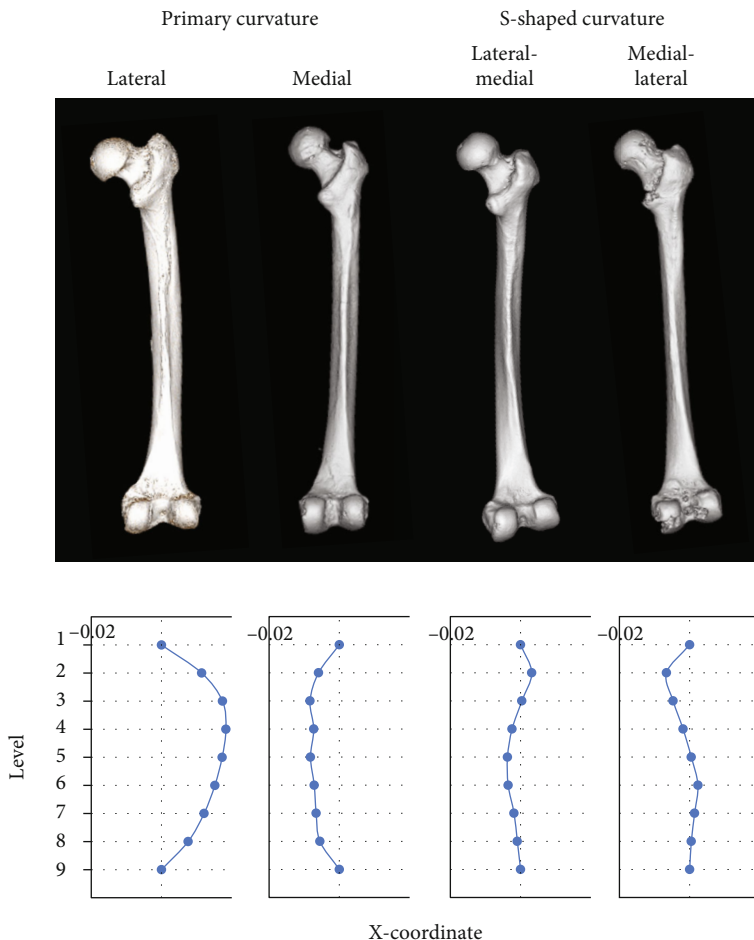 Primary curvature
S-shaped curvature
Lateral
Medial
Lateral-
medial
Medial-
lateral
−0.02
−0.02
−0.02
−0.02
1
2
3
4
5
6
7
8
9
Level
X-coordinate